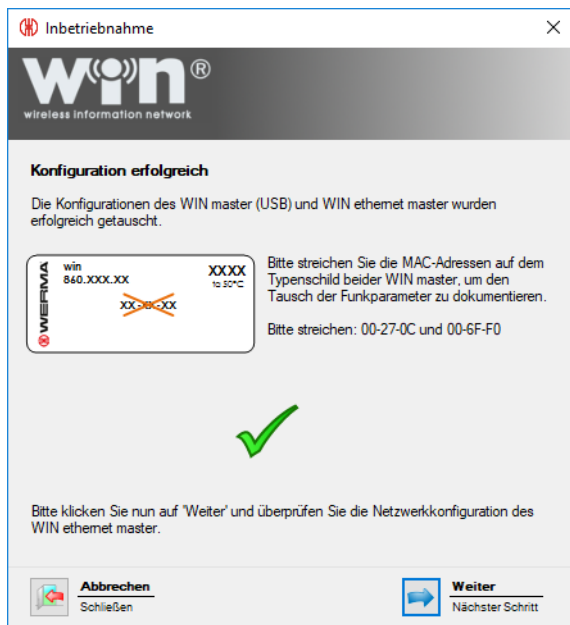 Inbetriebnahme
win®
wireless information network
Konfiguration erfolgreich
Die Konfigurationen des WIN master (USB) und WIN ethernet master wurden
erfolgreich getauscht.
WERMA
win
860.XXX.XX
XXXX
to 50°C
XX-XX-XX
Bitte streichen Sie die MAC-Adressen auf dem
Typenschild beider WIN master, um den
Tausch der Funkparameter zu dokumentieren.
Bitte streichen: 00-27-0C und 00-6F-F0
Bitte klicken Sie nun auf 'Weiter' und überprüfen Sie die Netzwerkkonfiguration des
WIN ethernet master.
Abbrechen
Schließen
Weiter
Nächster Schritt